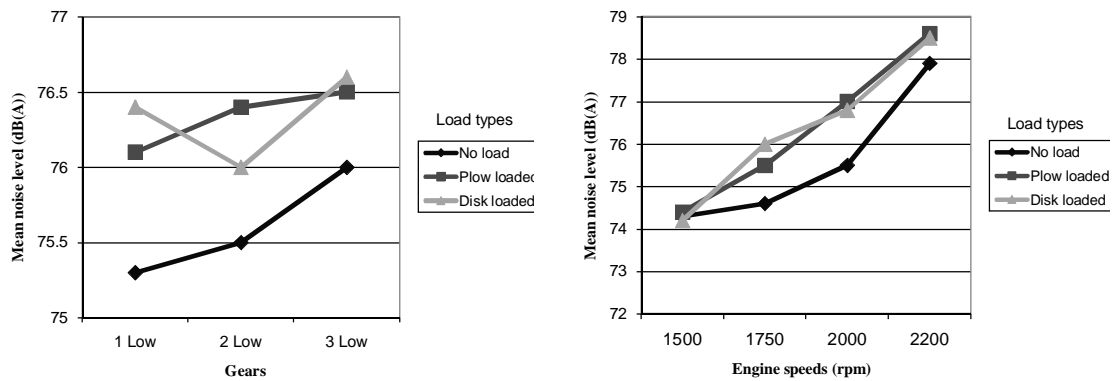 77
76.5
76
75.5
75
Mean noise level (dB(A))
1 Low 2 Low 3 Low
Gears
Load types
No load
Plow loaded
Disk loaded
79
78
77
76
75
74
73
72
Mean noise level (dB(A))
1500 1750 2000 2200
Engine speeds (rpm)
Load types
No load
Plow loaded
Disk loaded